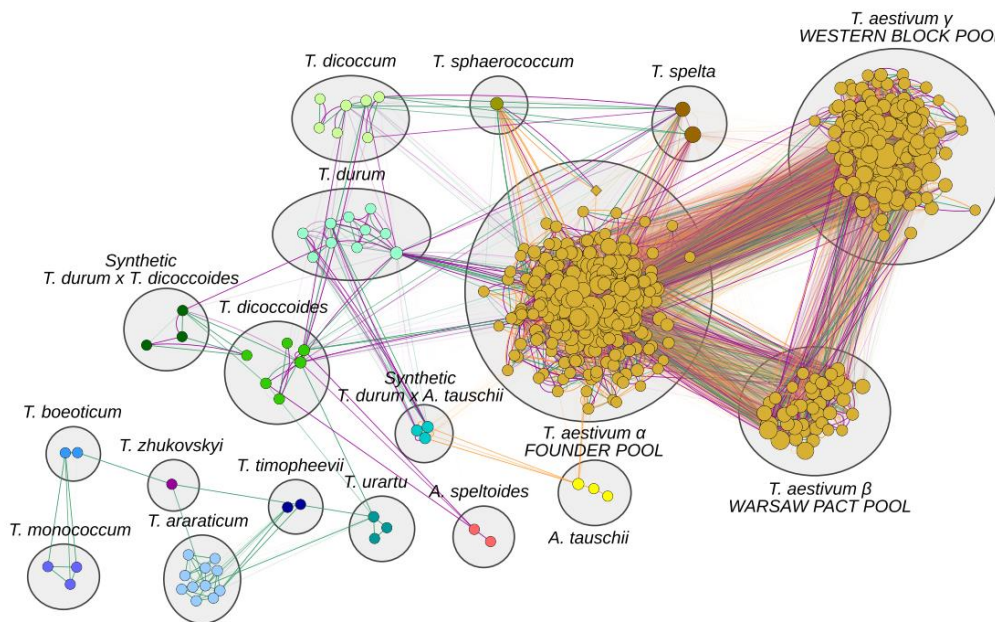 T. aestivum γ
WESTERN BLOCK POOL
T. dicoccum
T. sphaerococcum
T. spelta
T. durum
Synthetic
T. durum x T. dicoccoides
T. dicoccoides
Synthetic
T. durum x A. tauschii
T. boeoticum
T. zhukovskyi
T. timopheevii
T. urartu
A. speltoides
T. aestivum α
FOUNDER POOL
T. aestivum β
WARSAW PACT POOL
T. monococcum
T. araraticum
A. tauschii